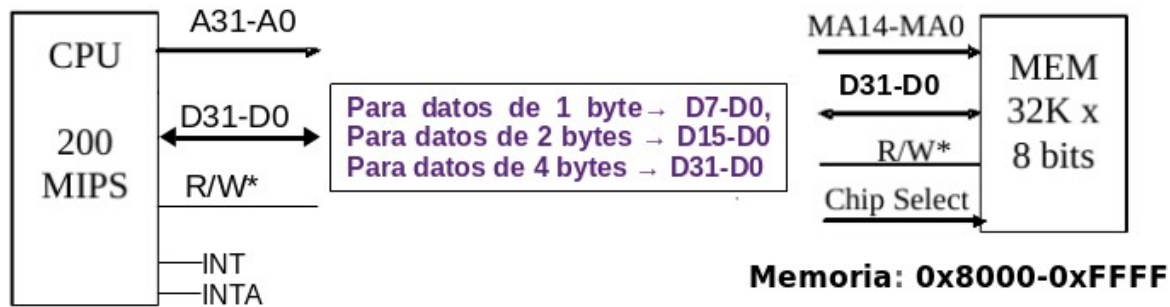 CPU
200
MIPS
A31-A0
D31-D0
R/W*
INT
INTA
Para datos de 1 byte→ D7-D0,
Para datos de 2 bytes → D15-D0
Para datos de 4 bytes → D31-D0
MA14-MA0
D31-D0
R/W*
Chip Select
MEM
32K x
8 bits
Memoria: 0x8000-0xFFFF